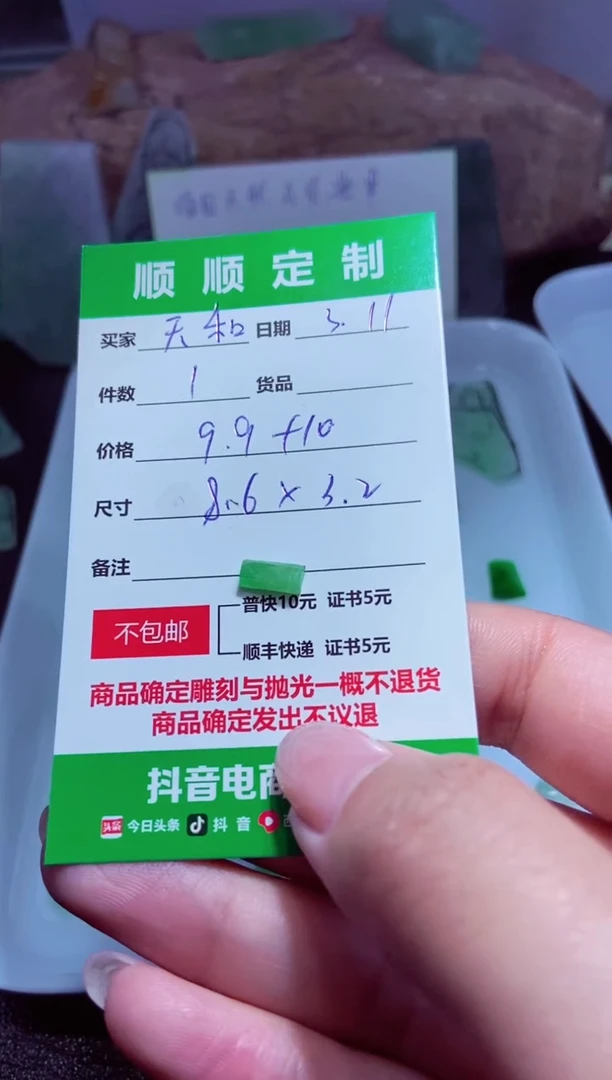 顺顺定制
买家 天和 日期 3.11
件数 1 货品
价格 9.9+10
尺寸 8.6×3.2
备注
普快10元 证书5元
不包邮
顺丰快递 证书5元
商品确定雕刻与抛光一概不退货
商品确定发出不议退
抖音电商
头条 今日头条 抖音